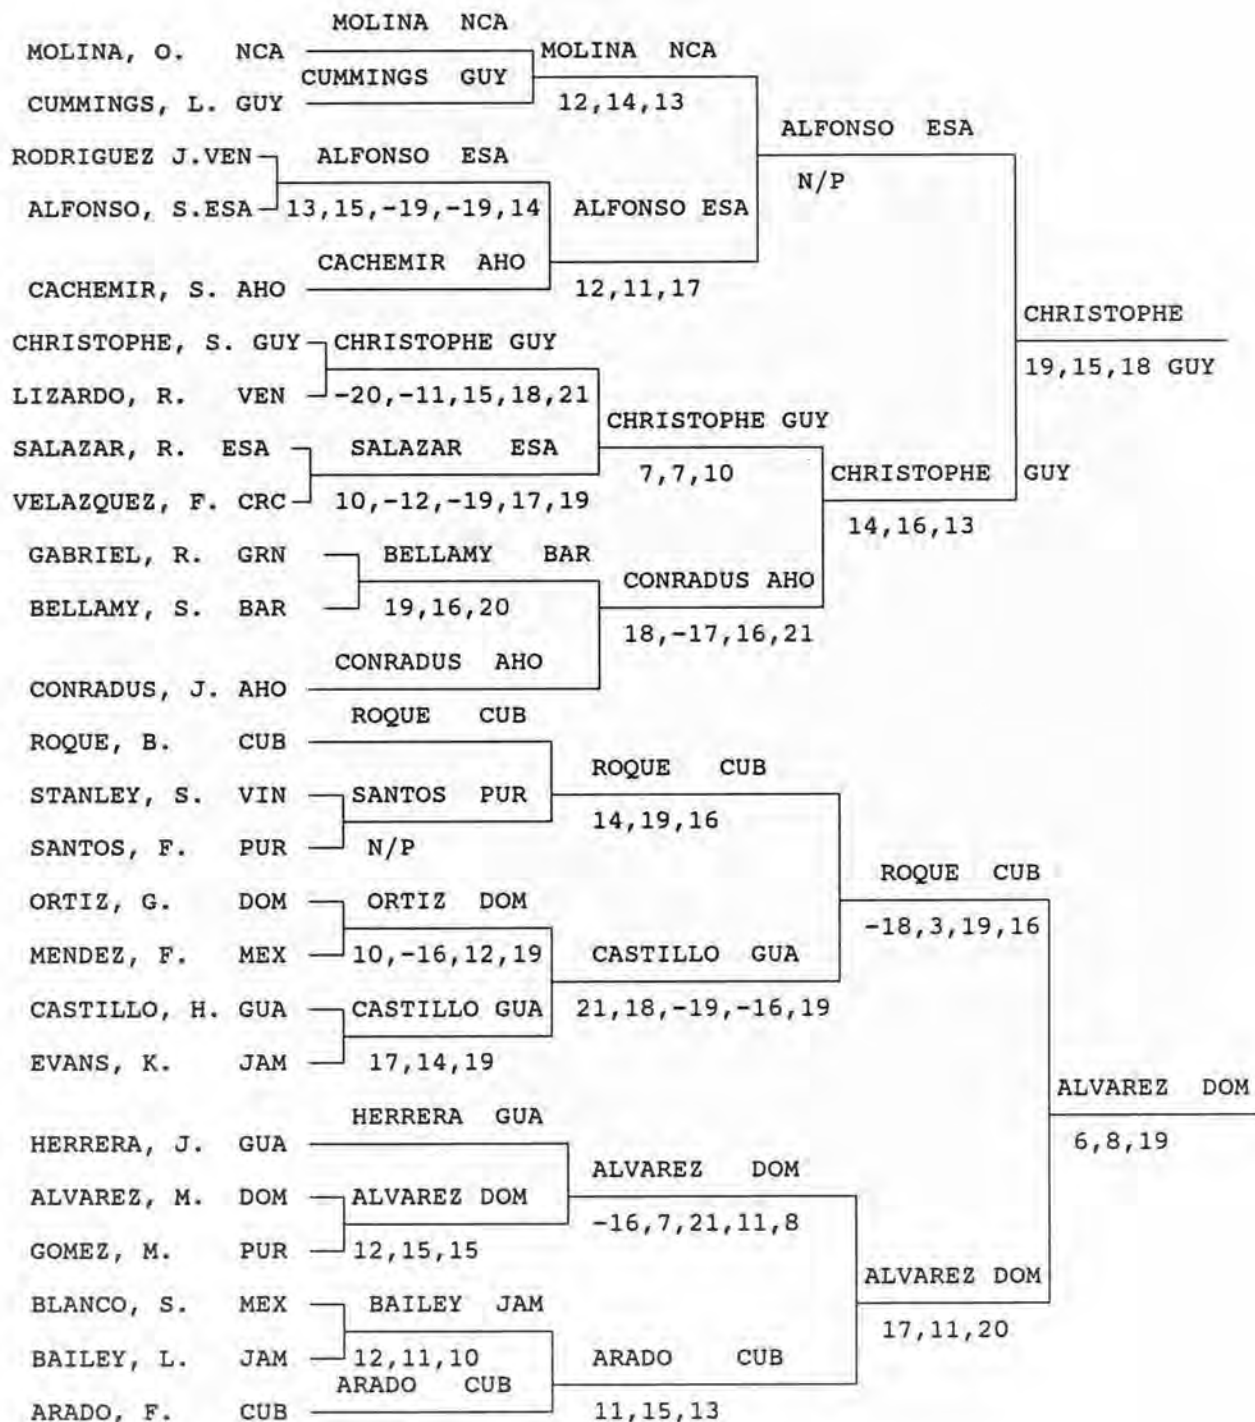 MOLINA NCA
MOLINA, O. NCA
MOLINA NCA
CUMMINGS GUY
CUMMINGS, L. GUY
12,14,13
ALFONSO ESA
RODRIGUEZ J.VEN
ALFONSO ESA
N/P
ALFONSO, S.ESA
13,15,-19,-19,14
ALFONSO ESA
CACHEMIR AHO
CACHEMIR, S. AHO
12,11,17
CHRISTOPHE
CHRISTOPHE, S. GUY
CHRISTOPHE GUY
19,15,18 GUY
LIZARDO, R. VEN
-20,-11,15,18,21
CHRISTOPHE GUY
SALAZAR, R. ESA
SALAZAR ESA
7,7,10
CHRISTOPHE GUY
VELAZQUEZ, F. CRC
10,-12,-19,17,19
14,16,13
GABRIEL, R. GRN
BELLAMY BAR
CONRADUS AHO
BELLAMY, S. BAR
19,16,20
18,-17,16,21
CONRADUS AHO
CONRADUS, J. AHO
ROQUE CUB
ROQUE, B. CUB
ROQUE CUB
STANLEY, S. VIN
SANTOS PUR
14,19,16
SANTOS, F. PUR
N/P
ROQUE CUB
ORTIZ, G. DOM
ORTIZ DOM
-18,3,19,16
MENDEZ, F. MEX
10,-16,12,19
CASTILLO GUA
CASTILLO, H. GUA
CASTILLO GUA
21,18,-19,-16,19
EVANS, K. JAM
17,14,19
ALVAREZ DOM
HERRERA GUA
HERRERA, J. GUA
6,8,19
ALVAREZ DOM
ALVAREZ, M. DOM
ALVAREZ DOM
-16,7,21,11,8
GOMEZ, M. PUR
12,15,15
ALVAREZ DOM
BLANCO, S. MEX
BAILEY JAM
17,11,20
BAILEY, L. JAM
12,11,10
ARADO CUB
ARADO CUB
ARADO, F. CUB
11,15,13